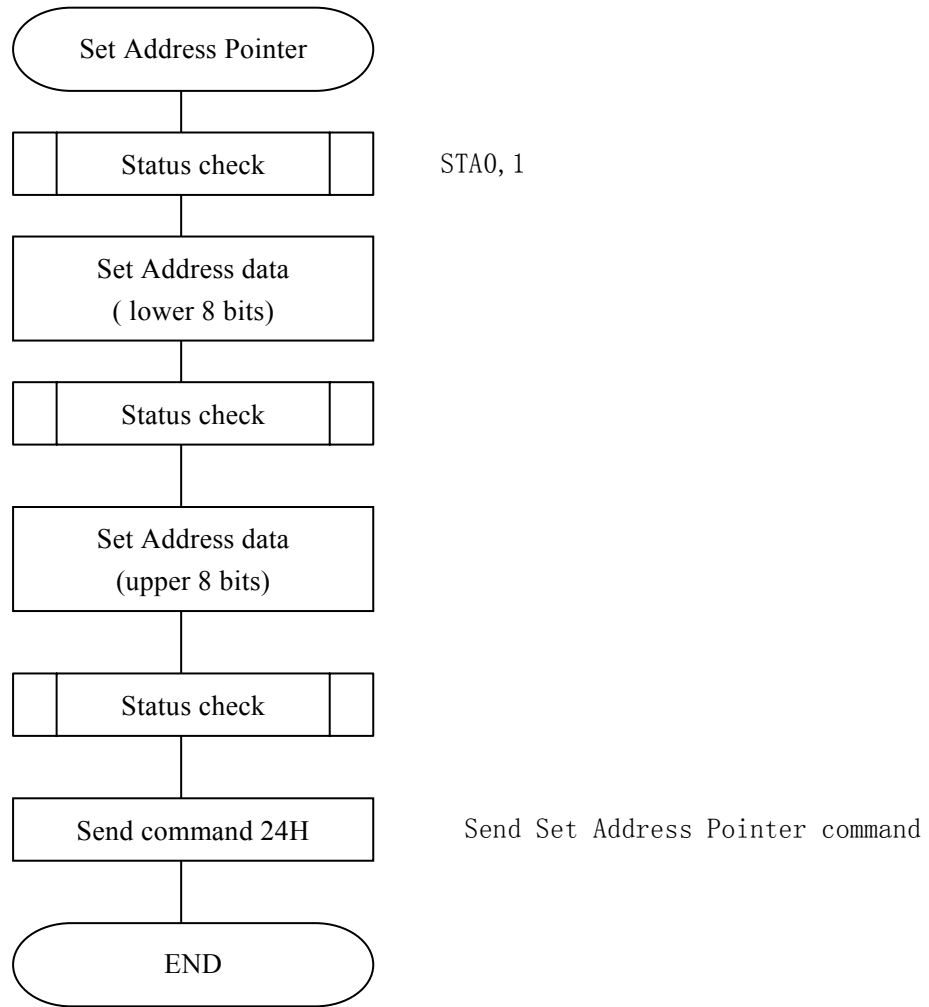 Set Address Pointer
Status check
STA0,1
Set Address data
( lower 8 bits)
Status check
Set Address data
(upper 8 bits)
Status check
Send command 24H
Send Set Address Pointer command
END